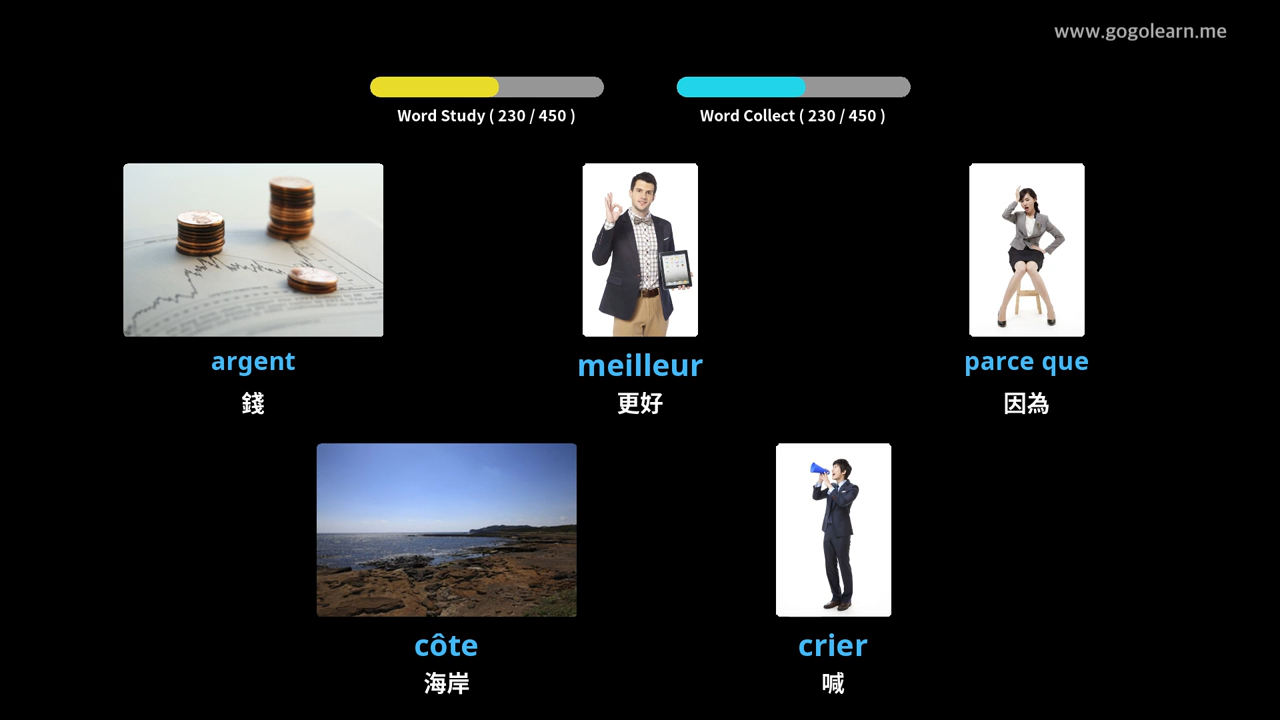 www.gogolearn.me
Word Study ( 230 / 450 )
Word Collect ( 230 / 450 )
argent
錢
meilleur
更好
parce que
因為
côte
海岸
crier
喊